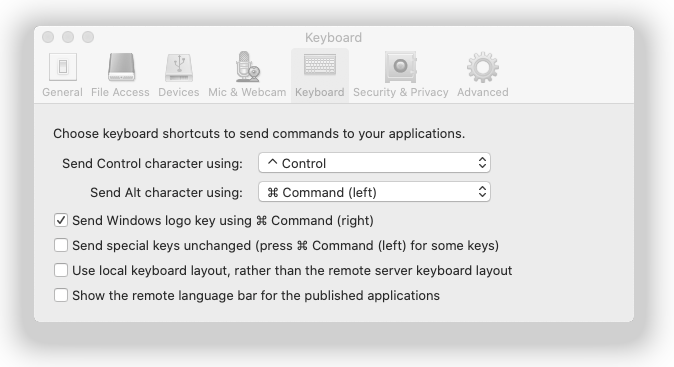 Keyboard
General File Access Devices Mic & Webcam Keyboard Security & Privacy Advanced
Choose keyboard shortcuts to send commands to your applications.
Send Control character using: ^ Control
Send Alt character using: ⌘ Command (left)
Send Windows logo key using ⌘ Command (right)
Send special keys unchanged (press ⌘ Command (left) for some keys)
Use local keyboard layout, rather than the remote server keyboard layout
Show the remote language bar for the published applications